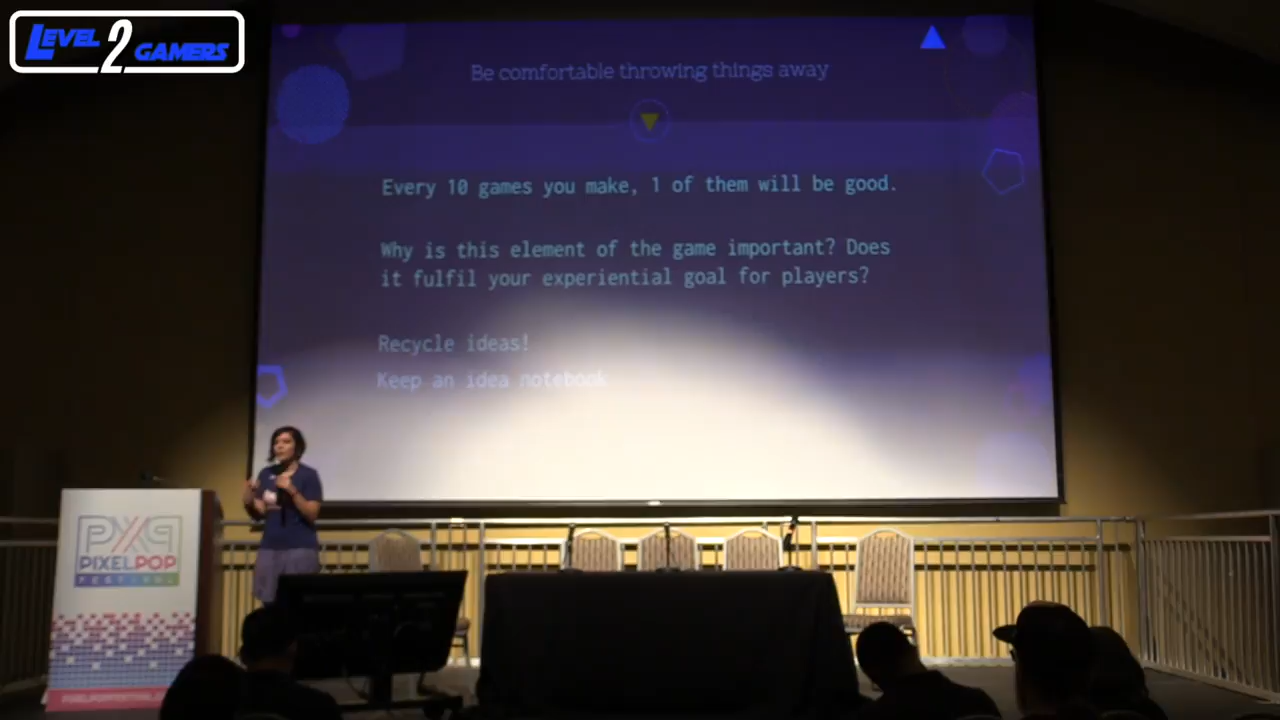 LEVEL 2 GAMERS
Be comfortable throwing things away
Every 10 games you make, 1 of them will be good.
Why is this element of the game important? Does
it fulfil your experiential goal for players?
Recycle ideas!
Keep an idea notebook
PXP
PIXELPOP
FESTIVAL